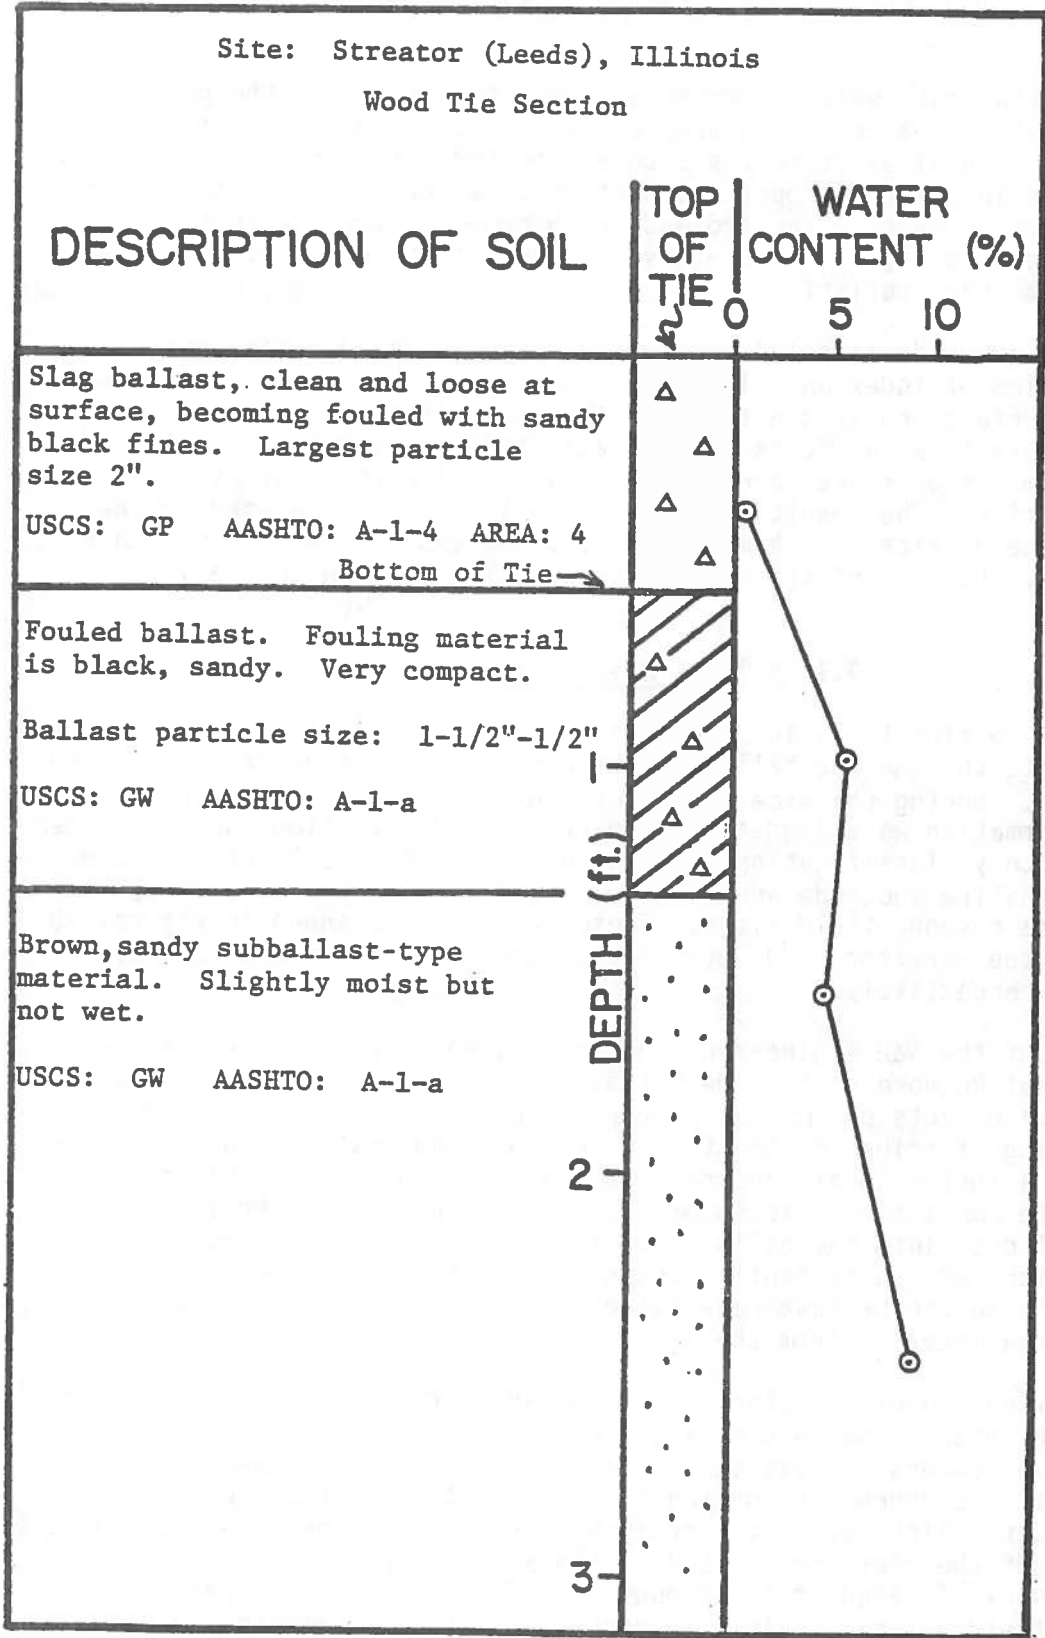 Site: Streator (Leeds), Illinois
Wood Tie Section
DESCRIPTION OF SOIL
TOP
OF
TIE
WATER
CONTENT (%)
0 5 10
Slag ballast, clean and loose at
surface, becoming fouled with sandy
black fines. Largest particle
size 2".
USCS: GP AASHTO: A-1-4 AREA: 4
Bottom of Tie
Fouled ballast. Fouling material
is black, sandy. Very compact.
Ballast particle size: 1-1/2"-1/2"
USCS: GW AASHTO: A-1-a
Brown, sandy subballast-type
material. Slightly moist but
not wet.
USCS: GW AASHTO: A-1-a
DEPTH (ft.)
1
2
3